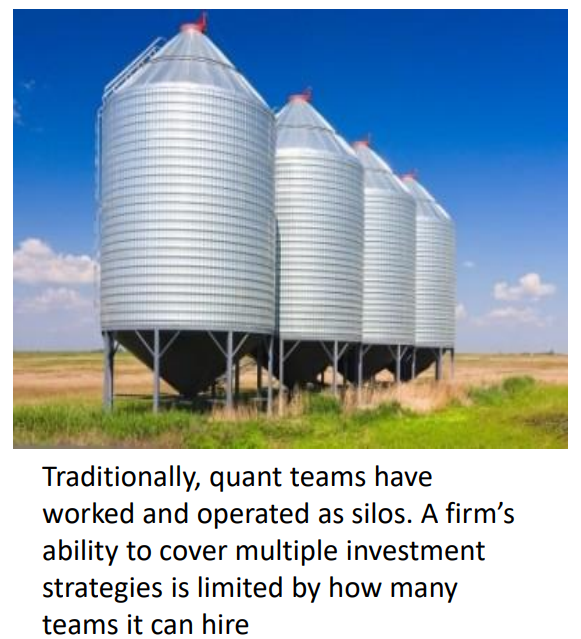 Traditionally, quant teams have
worked and operated as silos. A firm’s
ability to cover multiple investment
strategies is limited by how many
teams it can hire